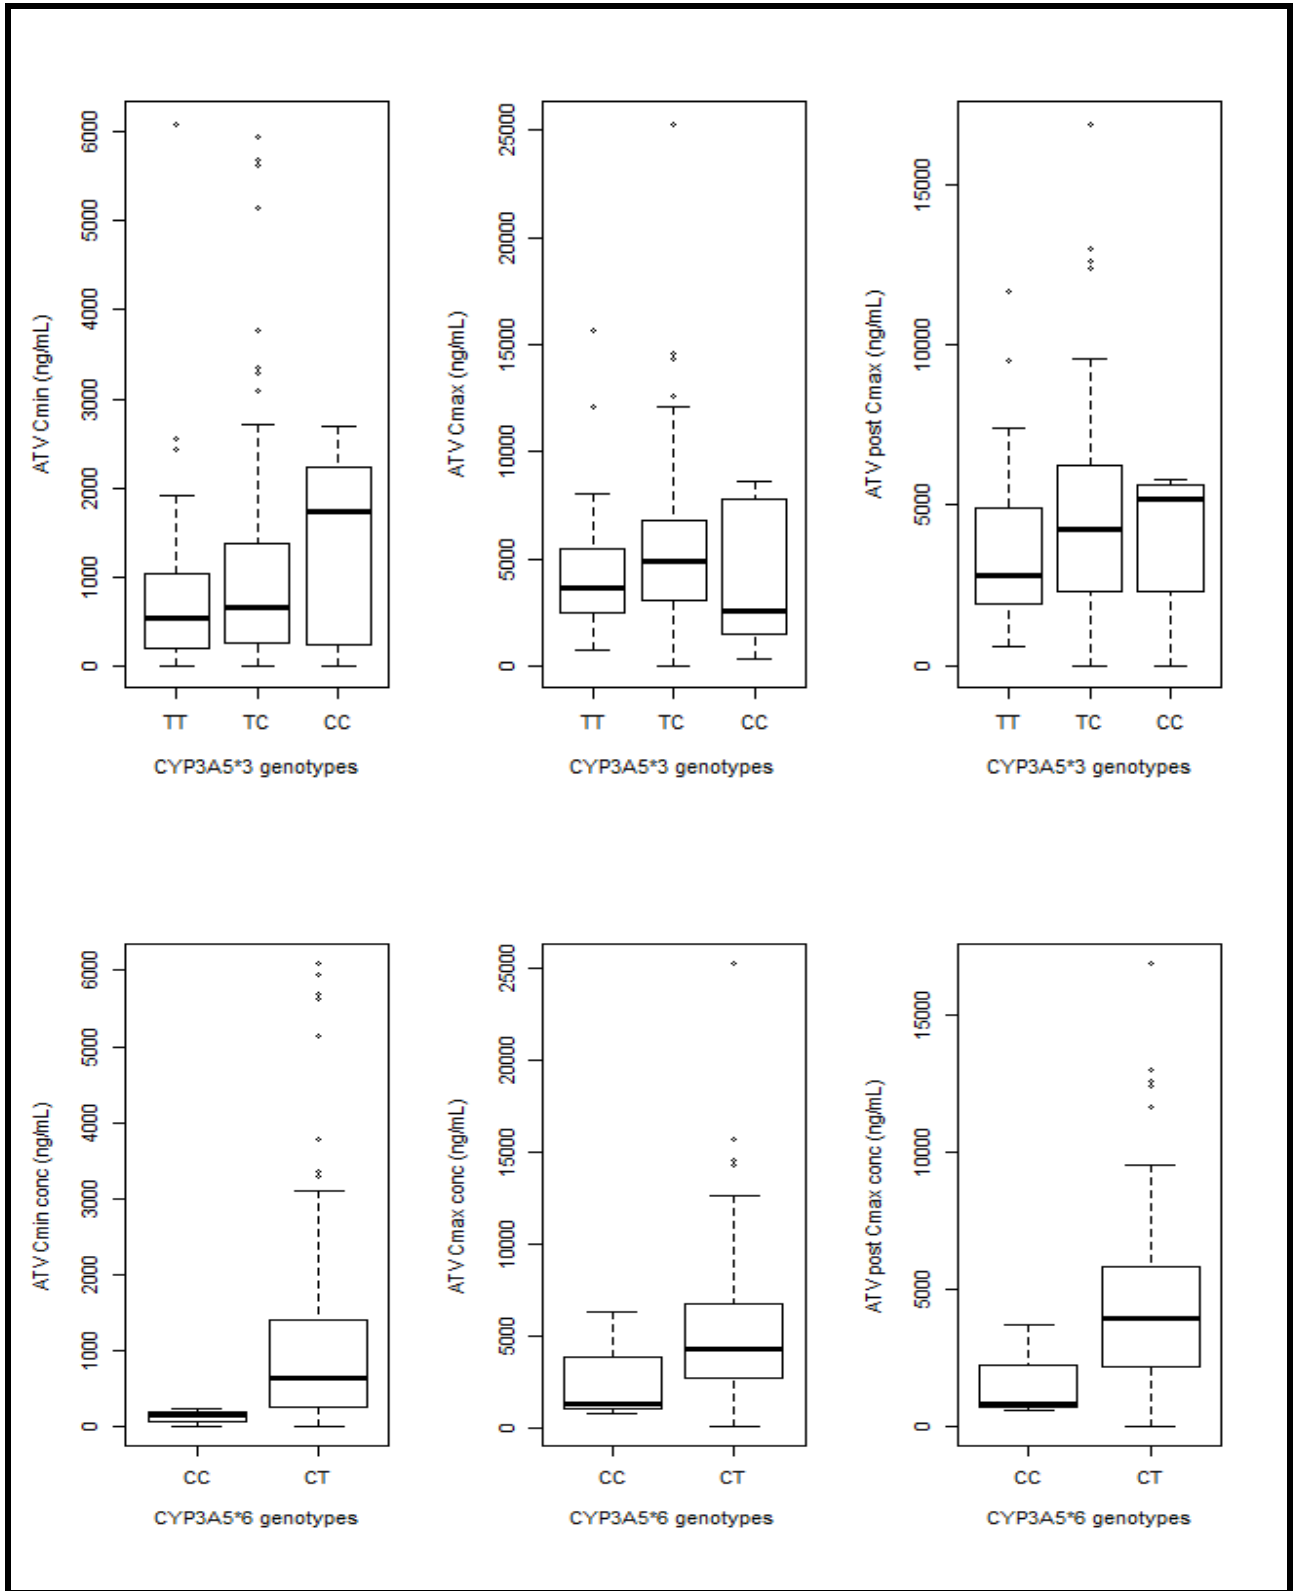 ATV Cmin (ng/mL)
0
1000
2000
3000
4000
5000
6000
TT TC CC
CYP3A5*3 genotypes
ATV Cmax (ng/mL)
0
5000
10000
15000
20000
25000
TT TC CC
CYP3A5*3 genotypes
ATV post Cmax (ng/mL)
0
5000
10000
15000
TT TC CC
CYP3A5*3 genotypes
ATV Cmin conc (ng/mL)
0
1000
2000
3000
4000
5000
6000
CC CT
CYP3A5*6 genotypes
ATV Cmax conc (ng/mL)
0
5000
10000
15000
20000
25000
CC CT
CYP3A5*6 genotypes
ATV post Cmax conc (ng/mL)
0
5000
10000
15000
CC CT
CYP3A5*6 genotypes